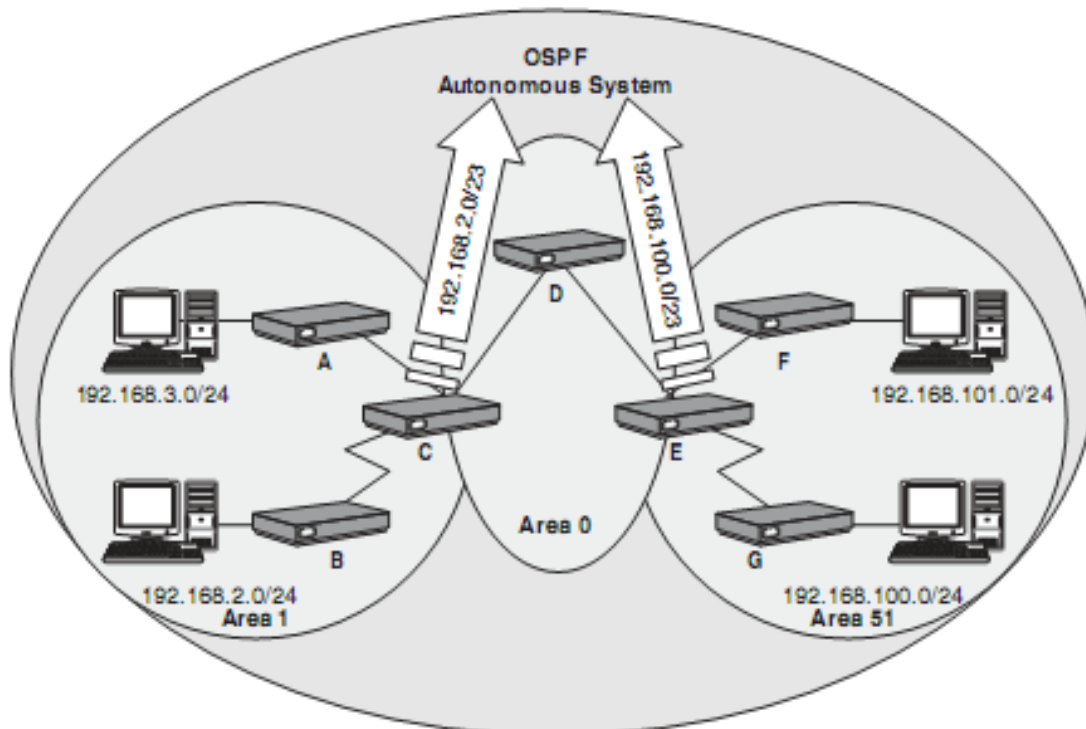 OSPF
Autonomous System
192.168.2.0/23
192.168.100.0/23
D
A
F
192.168.3.0/24
192.168.101.0/24
C
E
Area 0
B
G
192.168.2.0/24
192.168.100.0/24
Area 1
Area 51